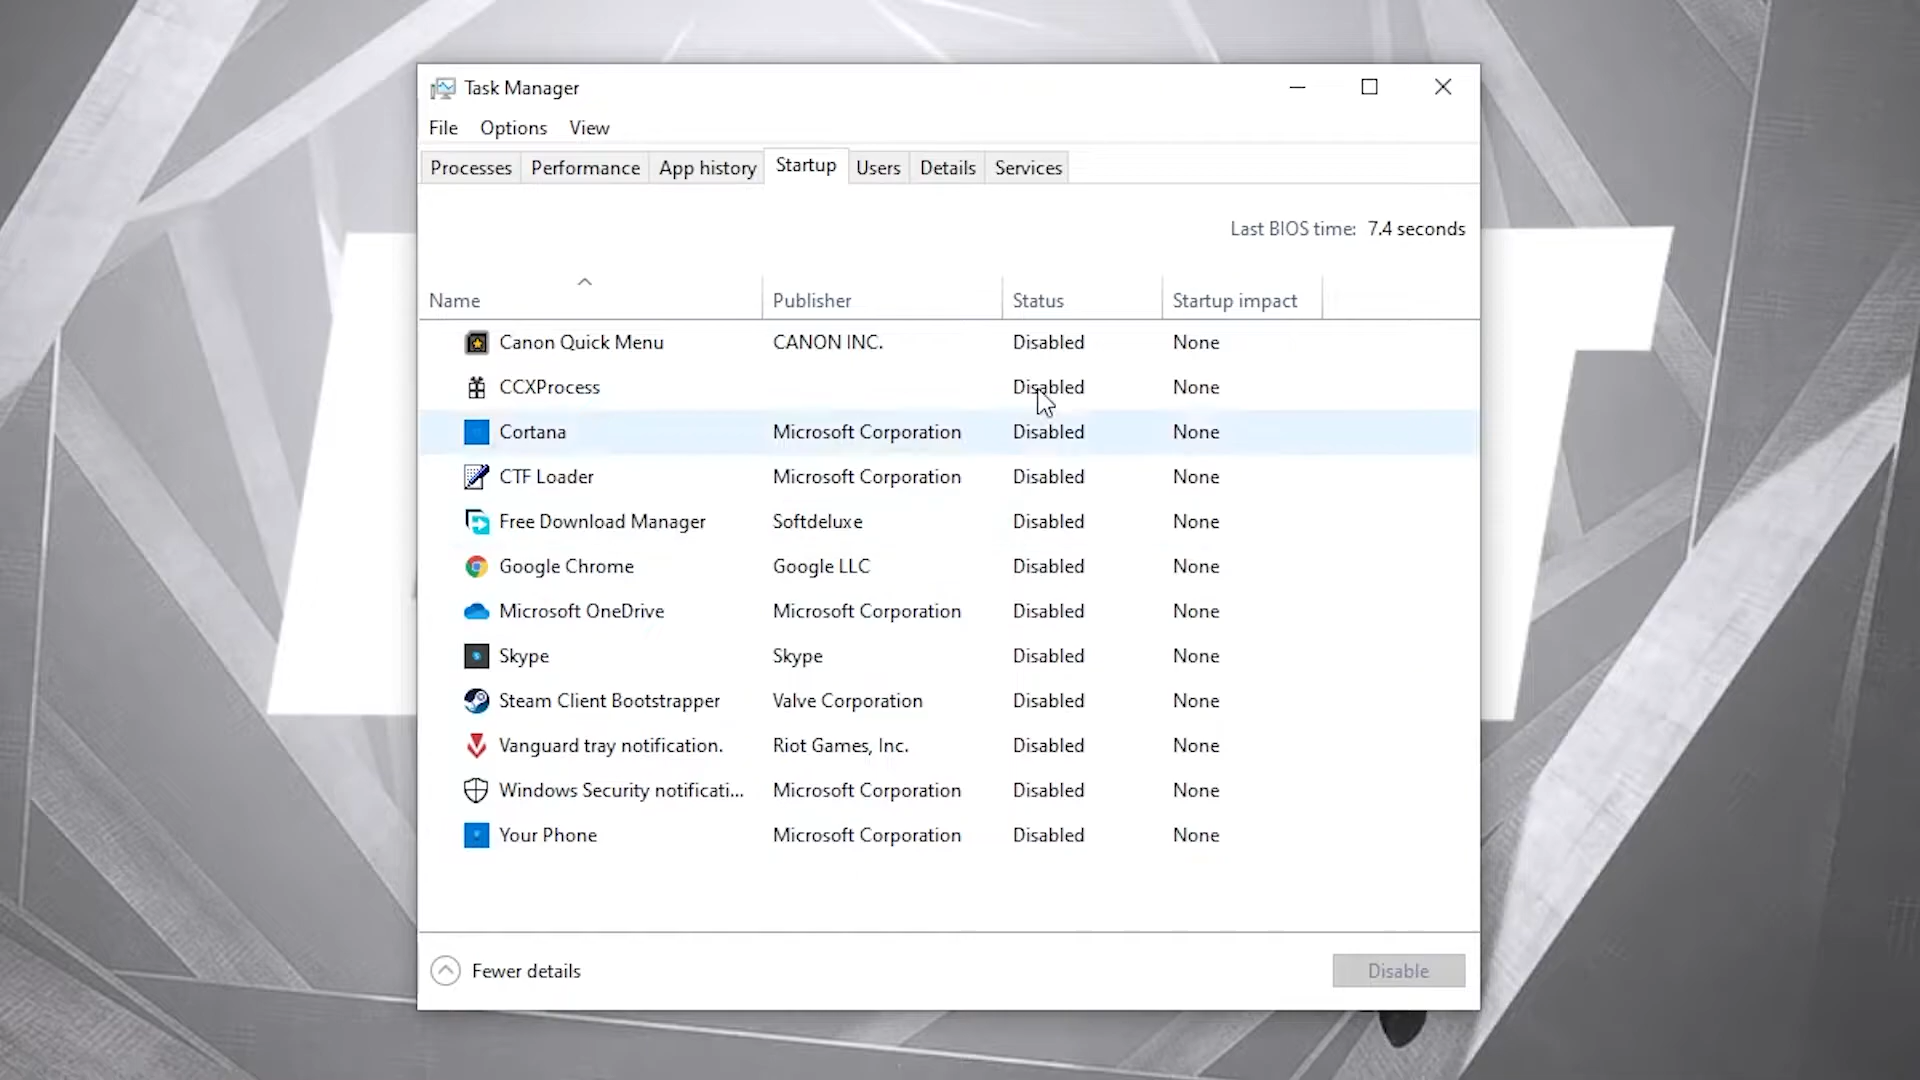 Task Manager
File Options View
Processes Performance App history Startup Users Details Services
Last BIOS time: 7.4 seconds
Name Publisher Status Startup impact
Canon Quick Menu CANON INC. Disabled None
CCXProcess Disabled None
Cortana Microsoft Corporation Disabled None
CTF Loader Microsoft Corporation Disabled None
Free Download Manager Softdeluxe Disabled None
Google Chrome Google LLC Disabled None
Microsoft OneDrive Microsoft Corporation Disabled None
Skype Skype Disabled None
Steam Client Bootstrapper Valve Corporation Disabled None
Vanguard tray notification. Riot Games, Inc. Disabled None
Windows Security notificati... Microsoft Corporation Disabled None
Your Phone Microsoft Corporation Disabled None
Fewer details Disable